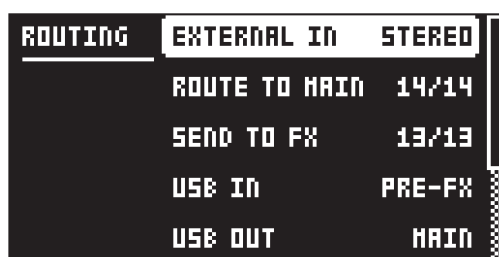 ROUTING
EXTERNAL IN STEREO
ROUTE TO MAIN 14/14
SEND TO FX 13/13
USB IN PRE-FX
USB OUT MAIN